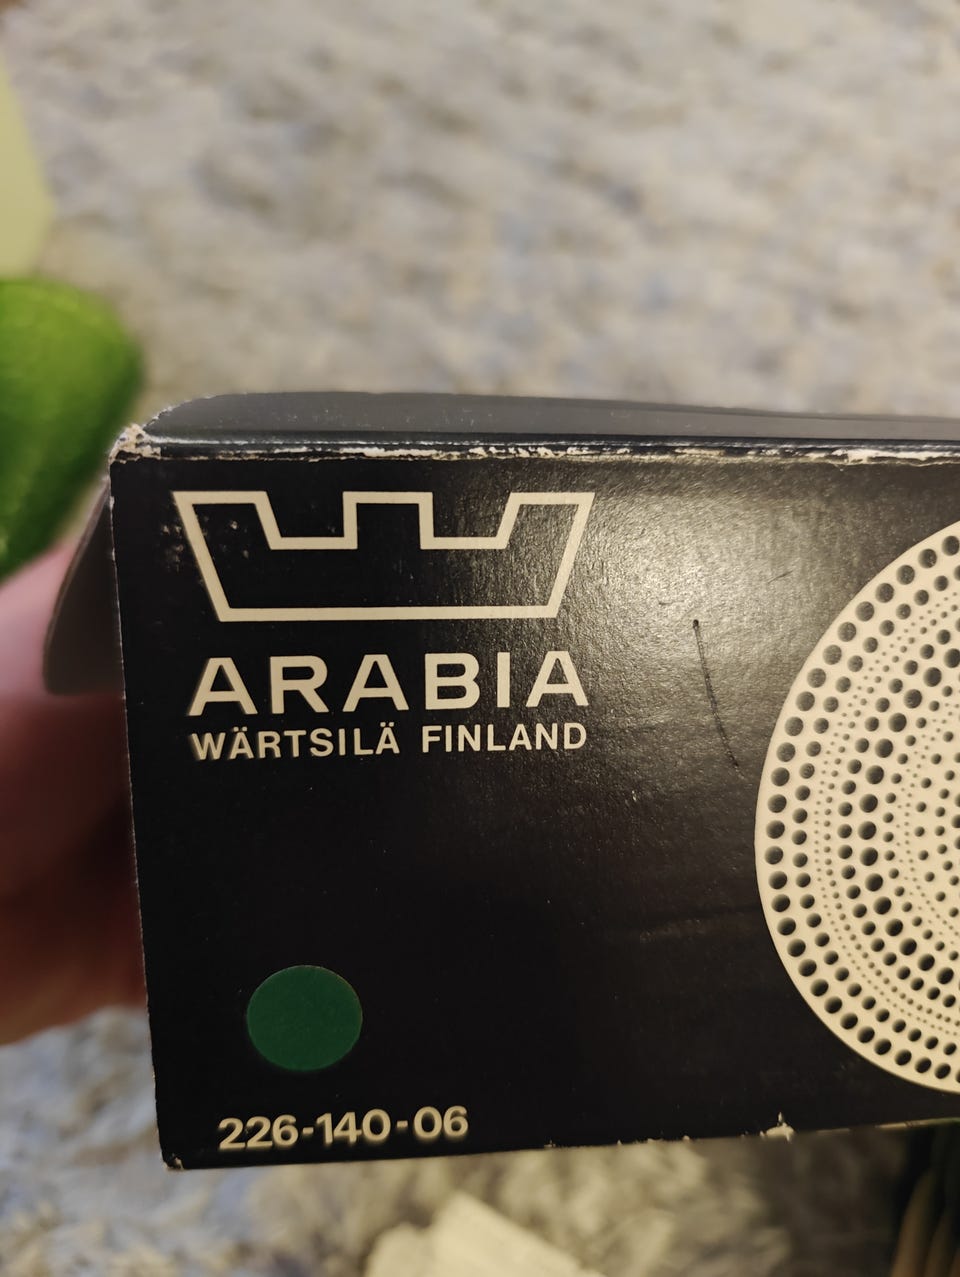 ARABIA
WÄRTSILÄ FINLAND
226-140-06